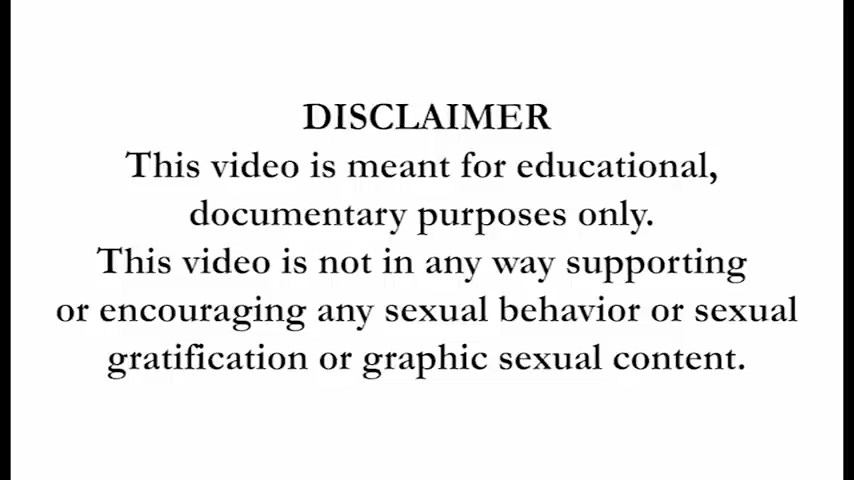 DISCLAIMER
This video is meant for educational,
documentary purposes only.
This video is not in any way supporting
or encouraging any sexual behavior or sexual
gratification or graphic sexual content.